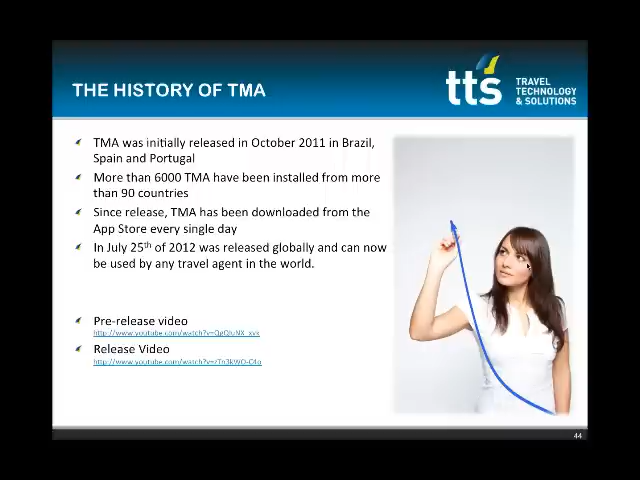 THE HISTORY OF TMA
tts
TRAVEL
TECHNOLOGY
& SOLUTIONS
TMA was initially released in October 2011 in Brazil,
Spain and Portugal
More than 6000 TMA have been installed from more
than 90 countries
Since release, TMA has been downloaded from the
App Store every single day
In July 25th of 2012 was released globally and can now
be used by any travel agent in the world.
Pre-release video
Release Video
44